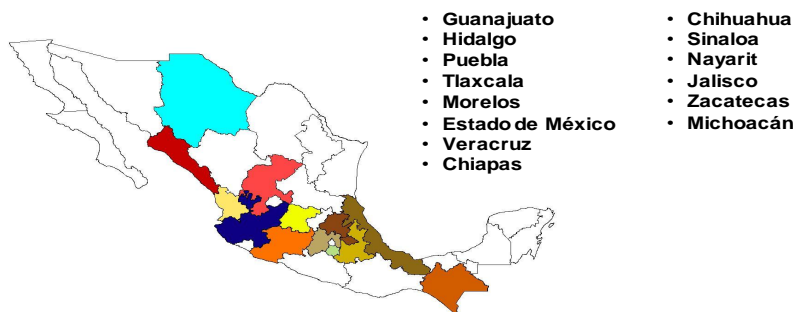 • Guanajuato
• Hidalgo
• Puebla
• Tlaxcala
• Morelos
• Estado de México
• Veracruz
• Chiapas
• Chihuahua
• Sinaloa
• Nayarit
• Jalisco
• Zacatecas
• Michoacán